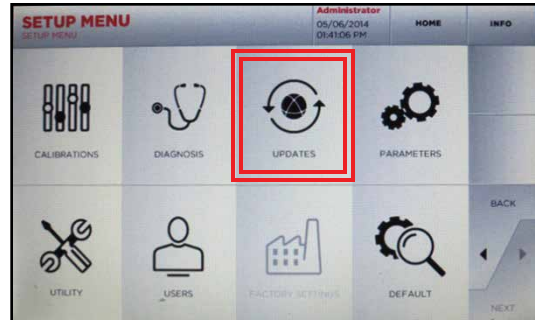 SETUP MENU
SETUP MENU
Administrator
05/06/2014
01:41:06 PM
HOME
INFO
CALIBRATIONS
DIAGNOSIS
UPDATES
PARAMETERS
BACK
UTILITY
USERS
FACTORY SETTINGS
DEFAULT
NEXT